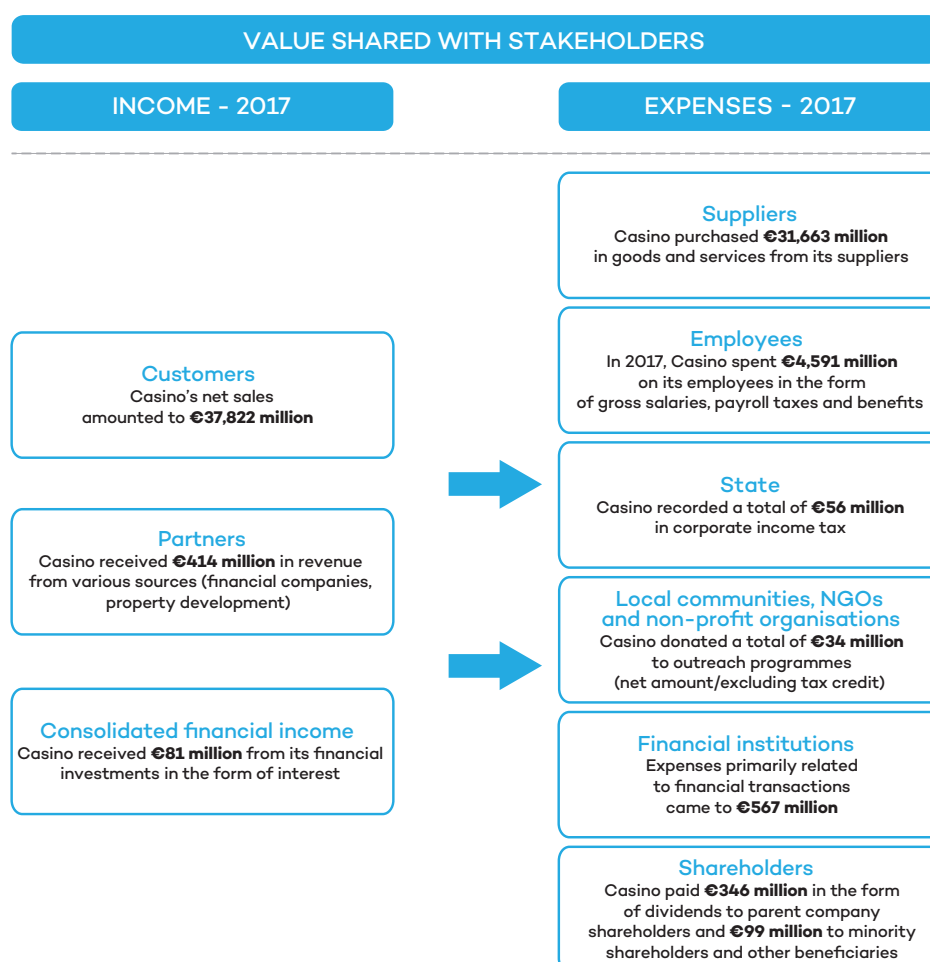 VALUE SHARED WITH STAKEHOLDERS
INCOME - 2017
EXPENSES - 2017
Customers
Casino's net sales
amounted to €37,822 million
Partners
Casino received €414 million in revenue
from various sources (financial companies,
property development)
Consolidated financial income
Casino received €81 million from its financial
investments in the form of interest
Suppliers
Casino purchased €31,663 million
in goods and services from its suppliers
Employees
In 2017, Casino spent €4,591 million
on its employees in the form
of gross salaries, payroll taxes and benefits
State
Casino recorded a total of €56 million
in corporate income tax
Local communities, NGOs
and non-profit organisations
Casino donated a total of €34 million
to outreach programmes
(net amount/excluding tax credit)
Financial institutions
Expenses primarily related
to financial transactions
came to €567 million
Shareholders
Casino paid €346 million in the form
of dividends to parent company
shareholders and €99 million to minority
shareholders and other beneficiaries